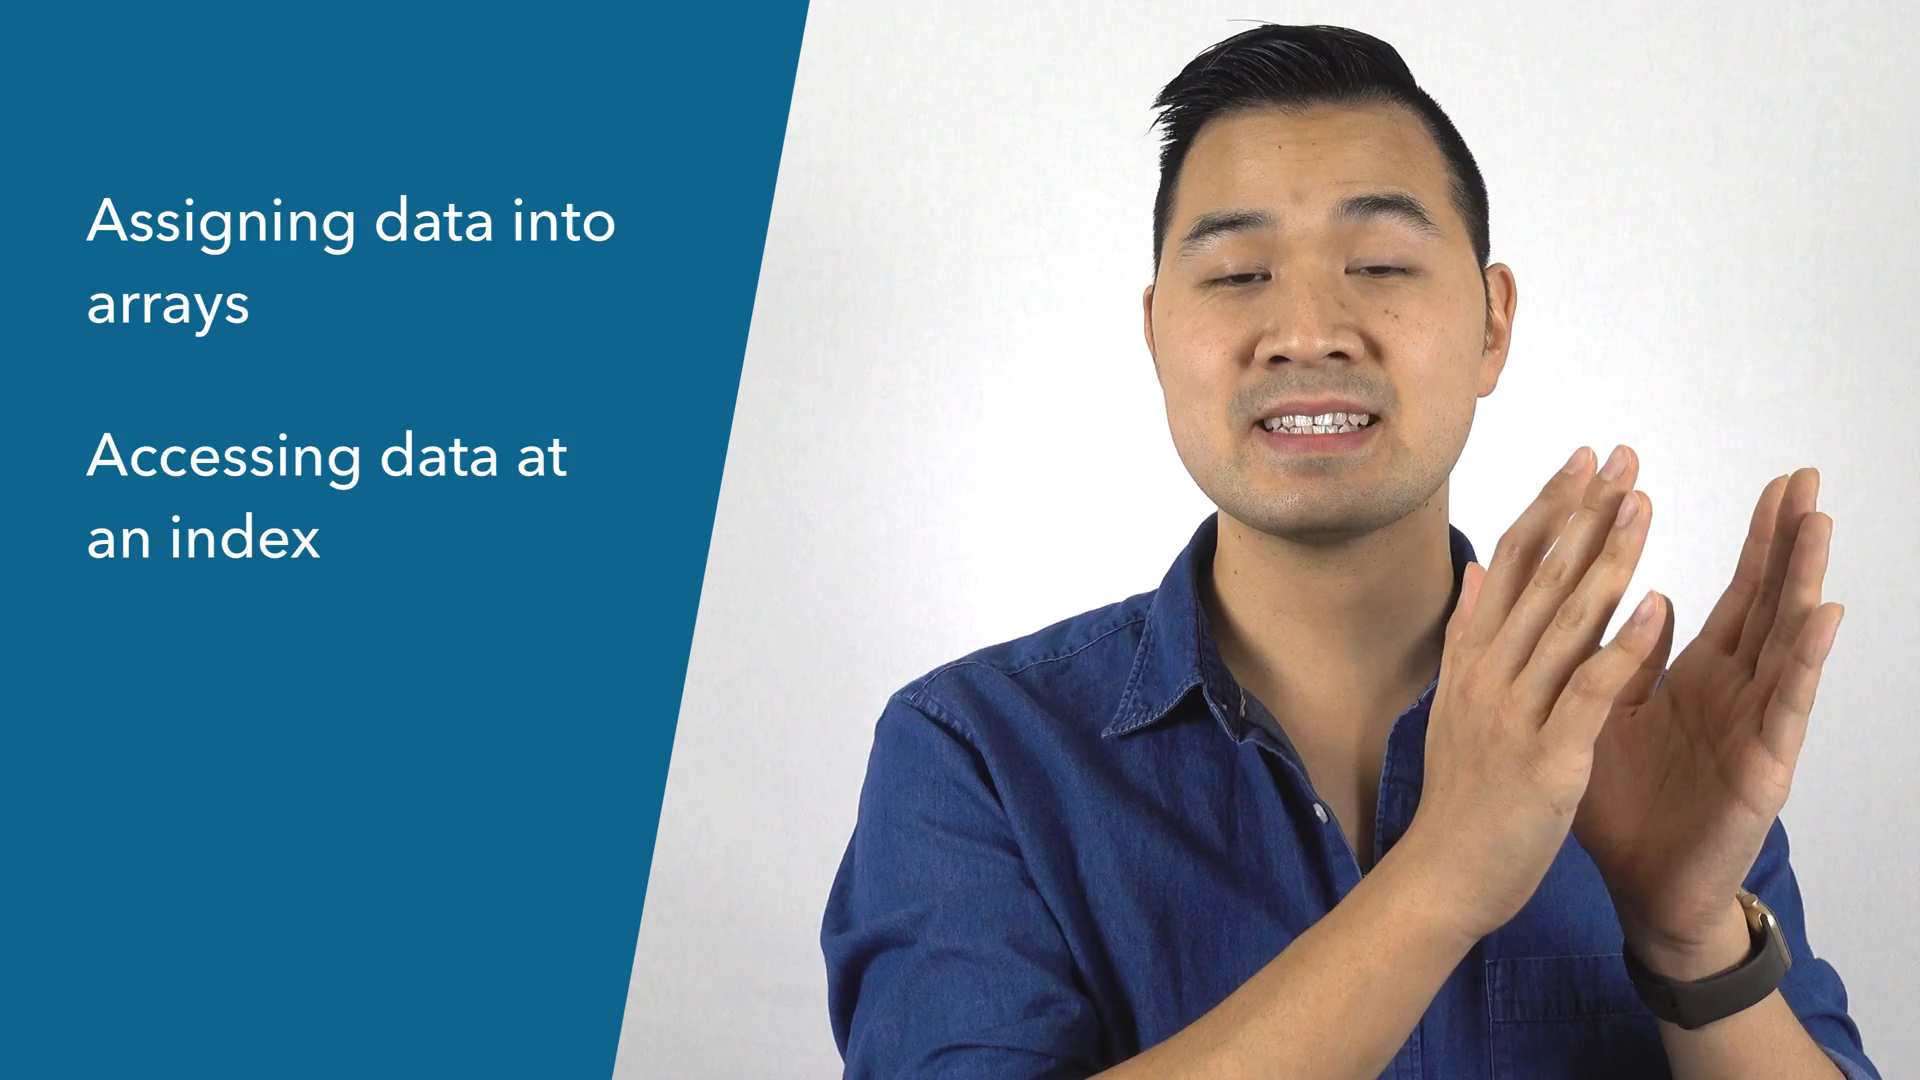 Assigning data into
arrays
Accessing data at
an index